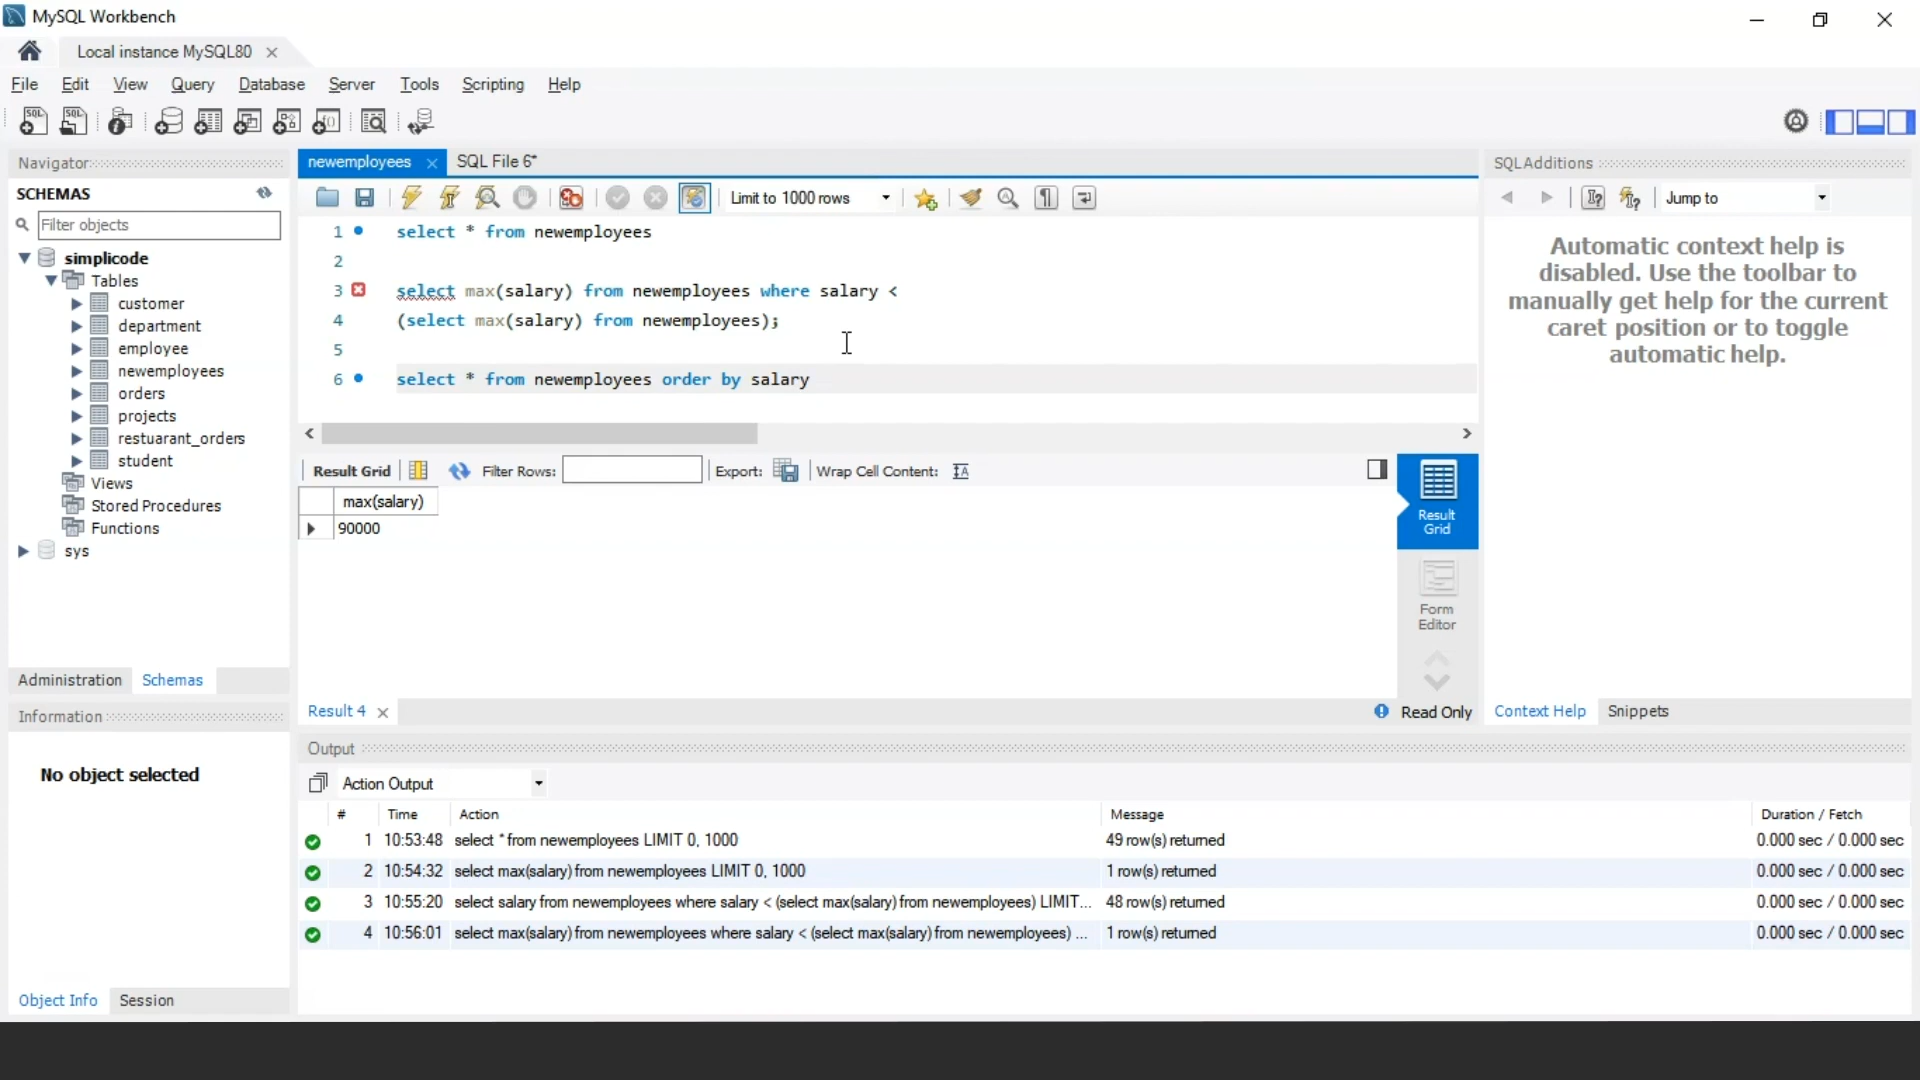 MySQL Workbench
Local instance MySQL80
File Edit View Query Database Server Tools Scripting Help
Navigator
SCHEMAS
Filter objects
simplicode
Tables
customer
department
employee
newemployees
orders
projects
restuarant_orders
student
Views
Stored Procedures
Functions
sys
Administration Schemas
Information
No object selected
Object Info Session
newemployees SQL File 6*
Limit to 1000 rows
1 select * from newemployees
2
3 select max(salary) from newemployees where salary <
4 (select max(salary) from newemployees);
5
6 select * from newemployees order by salary
Result Grid Filter Rows: Export: Wrap Cell Content:
max(salary)
90000
Result Grid
Form Editor
Result 4 Read Only
SQLAdditions
Jump to
Automatic context help is
disabled. Use the toolbar to
manually get help for the current
caret position or to toggle
automatic help.
Context Help Snippets
Output
Action Output
# Time Action Message Duration / Fetch
1 10:53:48 select * from newemployees LIMIT 0, 1000 49 row(s) returned 0.000 sec / 0.000 sec
2 10:54:32 select max(salary) from newemployees LIMIT 0, 1000 1 row(s) returned 0.000 sec / 0.000 sec
3 10:55:20 select salary from newemployees where salary < (select max(salary) from newemployees) LIMIT... 48 row(s) returned 0.000 sec / 0.000 sec
4 10:56:01 select max(salary) from newemployees where salary < (select max(salary) from newemployees) ... 1 row(s) returned 0.000 sec / 0.000 sec